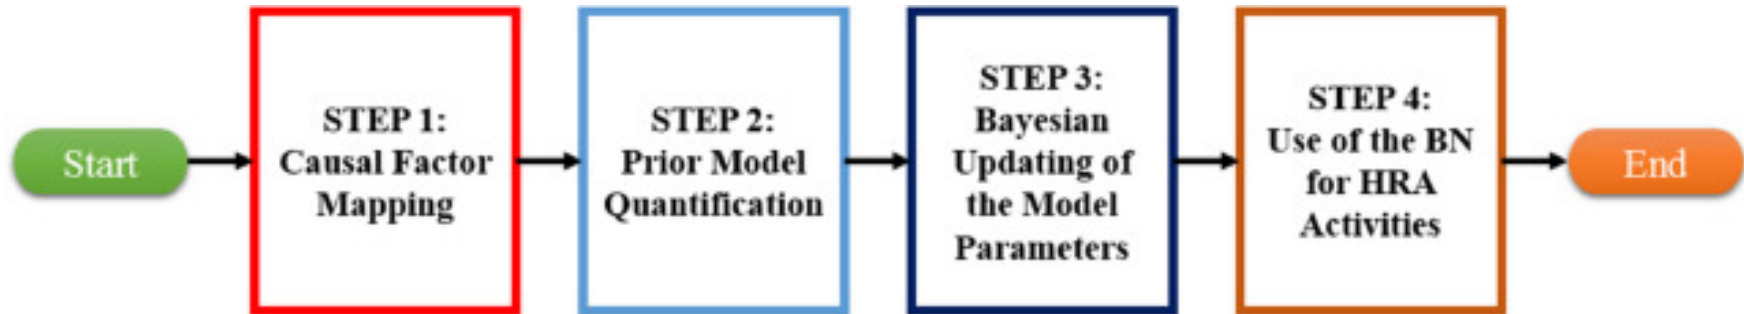 Start
STEP 1:
Causal Factor
Mapping
STEP 2:
Prior Model
Quantification
STEP 3:
Bayesian
Updating of
the Model
Parameters
STEP 4:
Use of the BN
for HRA
Activities
End